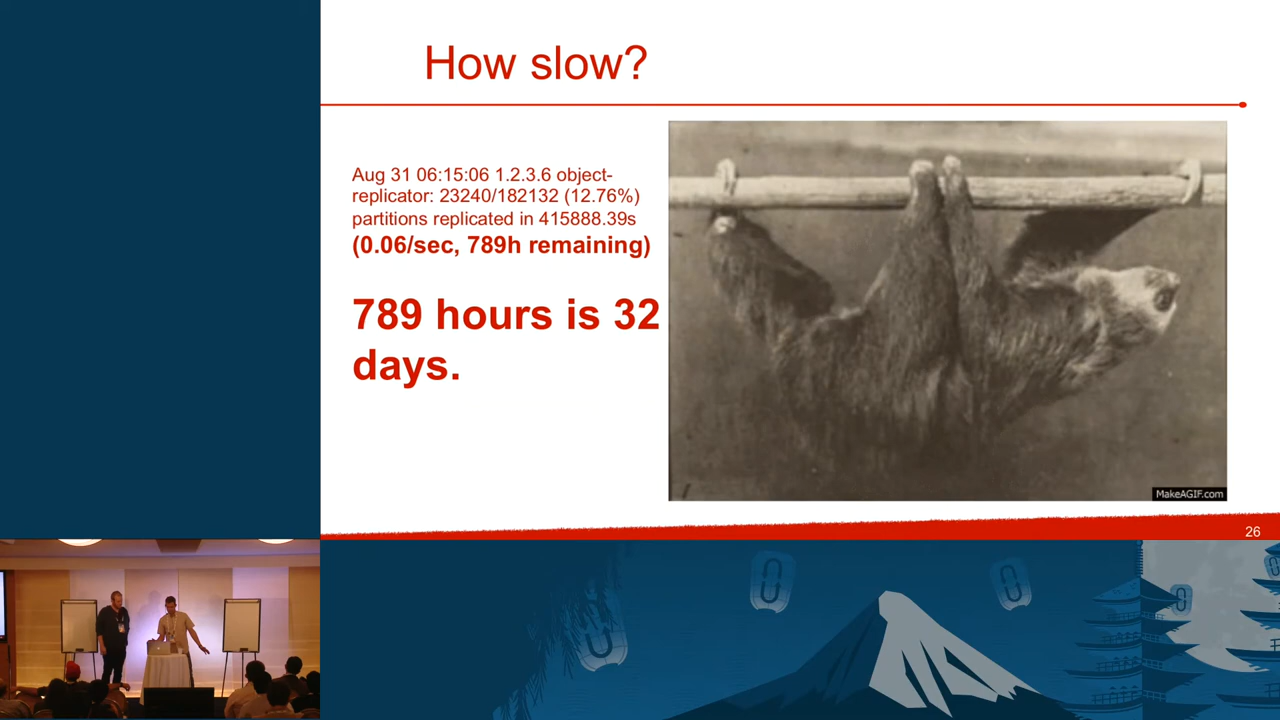 How slow?
Aug 31 06:15:06 1.2.3.6 object-
replicator: 23240/182132 (12.76%)
partitions replicated in 415888.39s
(0.06/sec, 789h remaining)
789 hours is 32
days.
MakeAGIF.com
26